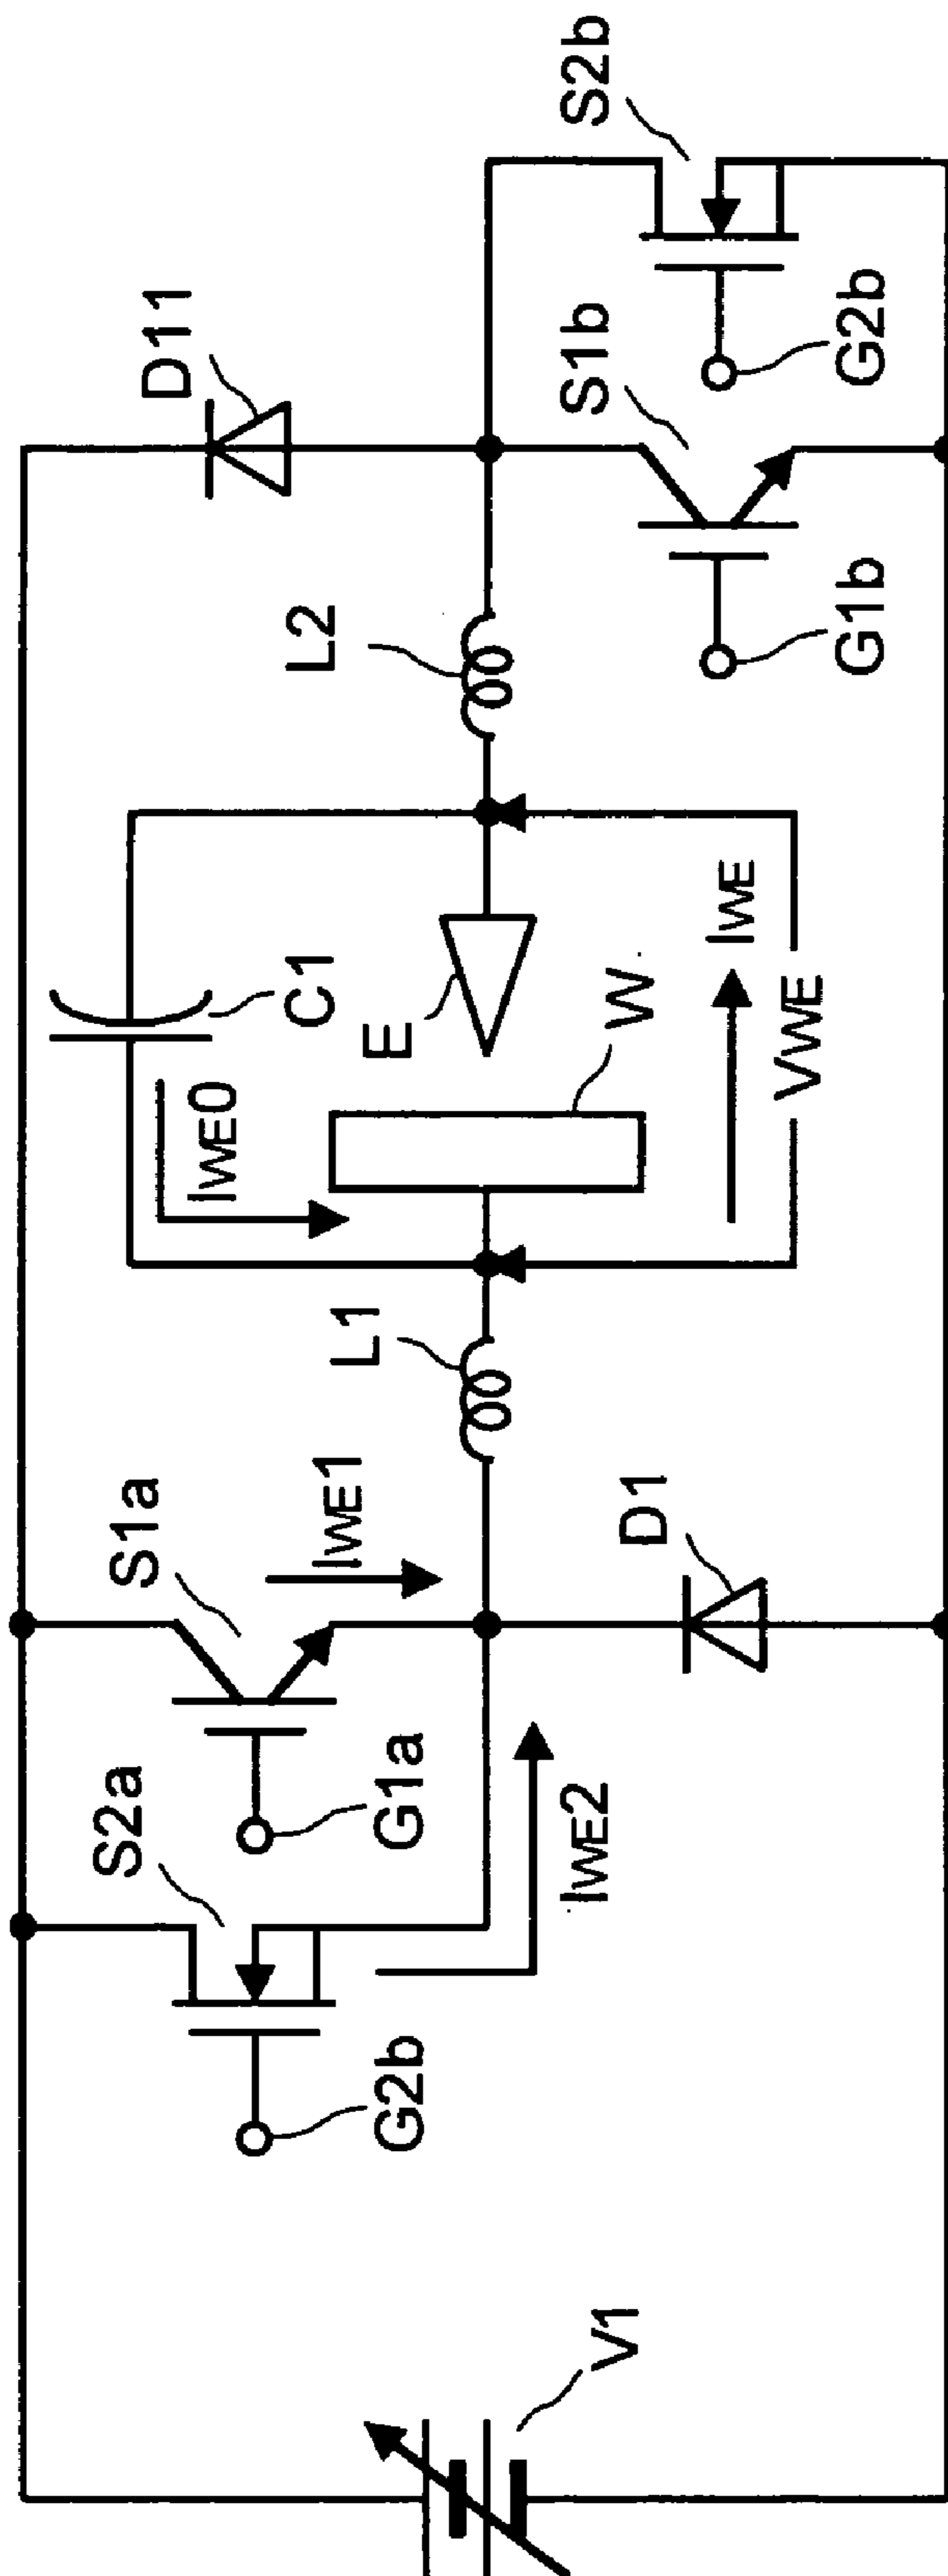 V1
G2b
S2a
G1a
S1a
IWE2
IWE1
D1
L1
IWE0
C1
E
W
IWE
VWE
L2
D11
G1b
S1b
G2b
S2b